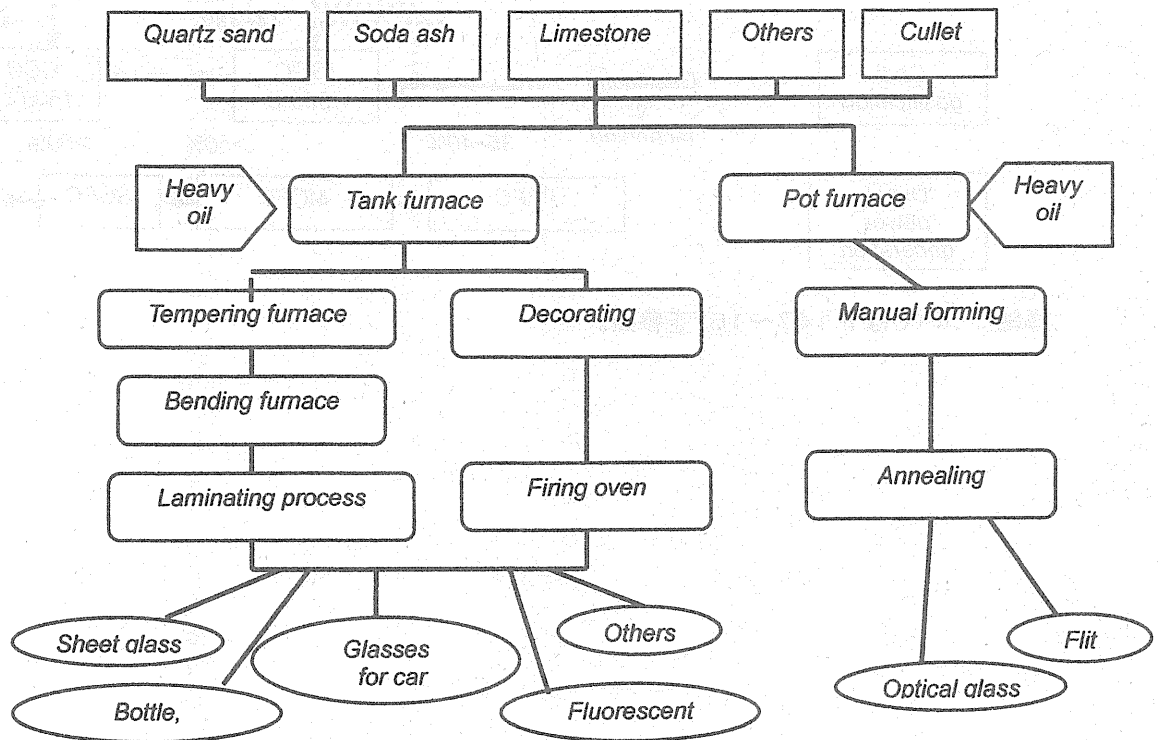 Quartz sand
Soda ash
Limestone
Others
Cullet
Heavy
oil
Tank furnace
Pot furnace
Heavy
oil
Tempering furnace
Decorating
Manual forming
Bending furnace
Laminating process
Firing oven
Annealing
Sheet glass
Glasses
for car
Others
Flit
Bottle,
Fluorescent
Optical glass